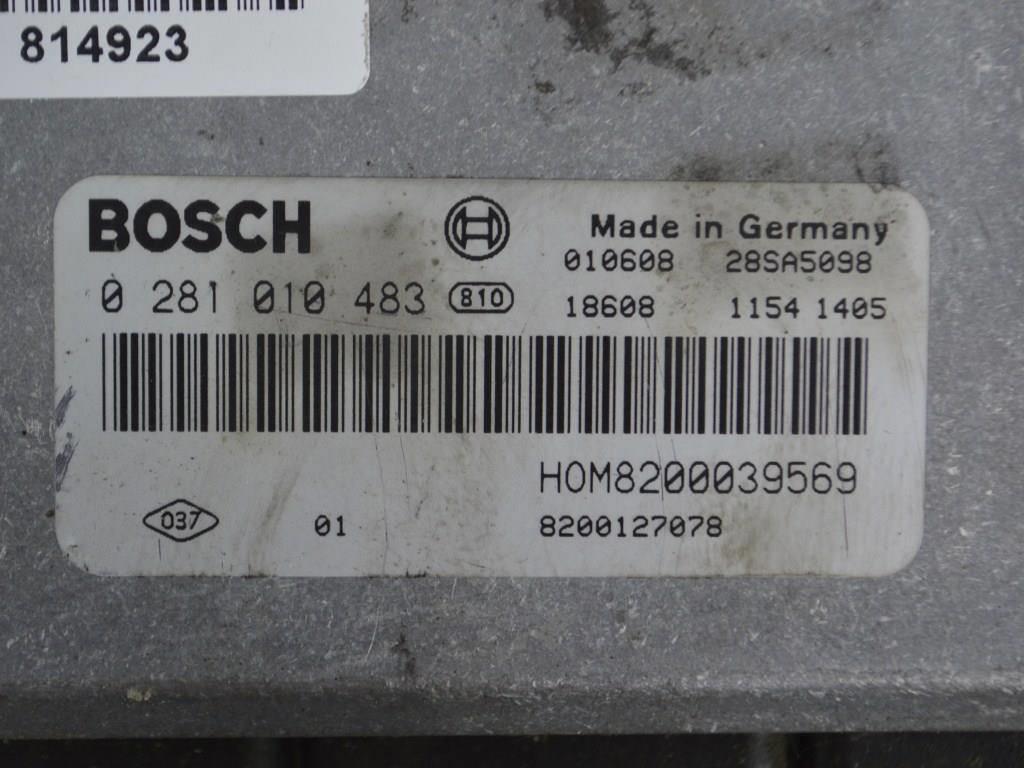 814923
BOSCH
Made in Germany
010608 28SA5098
0 281 010 483 810
18608 1154 1405
HOM8200039569
037 01 8200127078